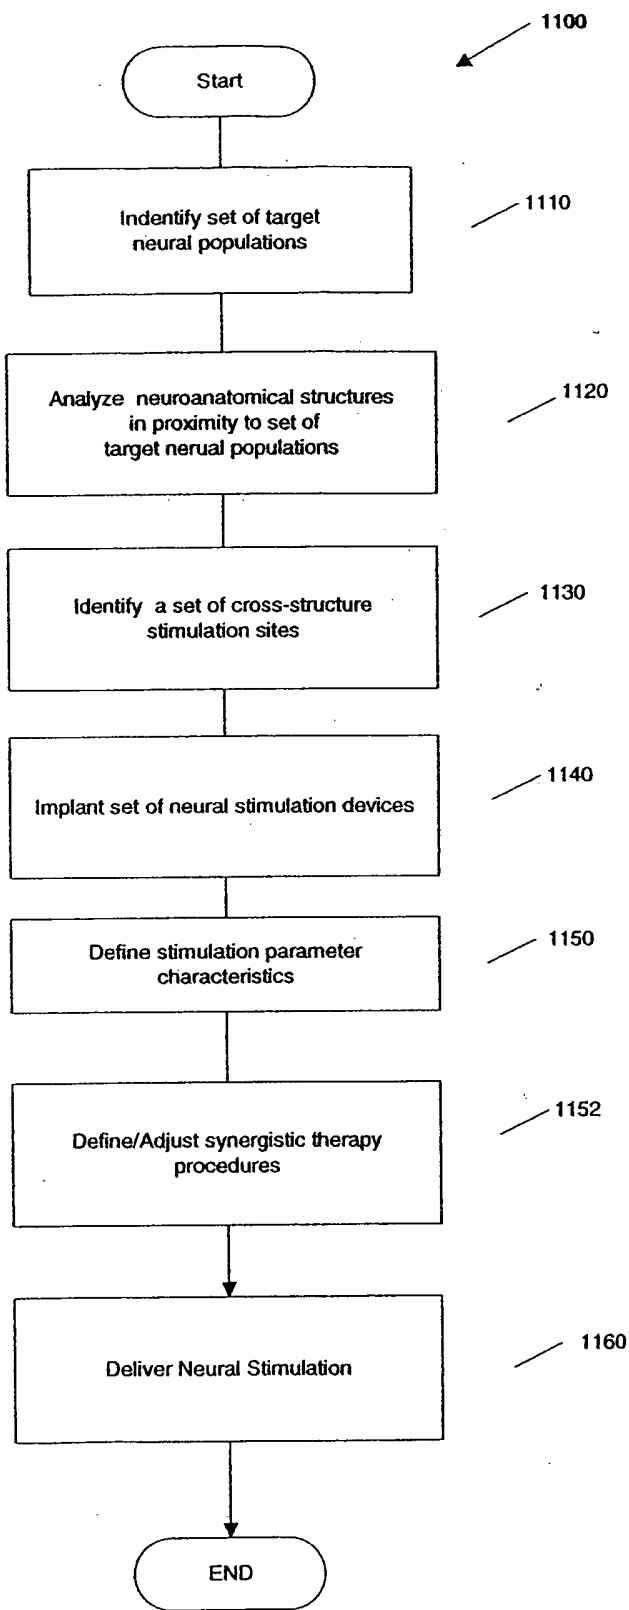 1100
Start
Indentify set of target
neural populations
1110
Analyze neuroanatomical structures
in proximity to set of
target nerual populations
1120
Identify a set of cross-structure
stimulation sites
1130
Implant set of neural stimulation devices
1140
Define stimulation parameter
characteristics
1150
Define/Adjust synergistic therapy
procedures
1152
Deliver Neural Stimulation
1160
END